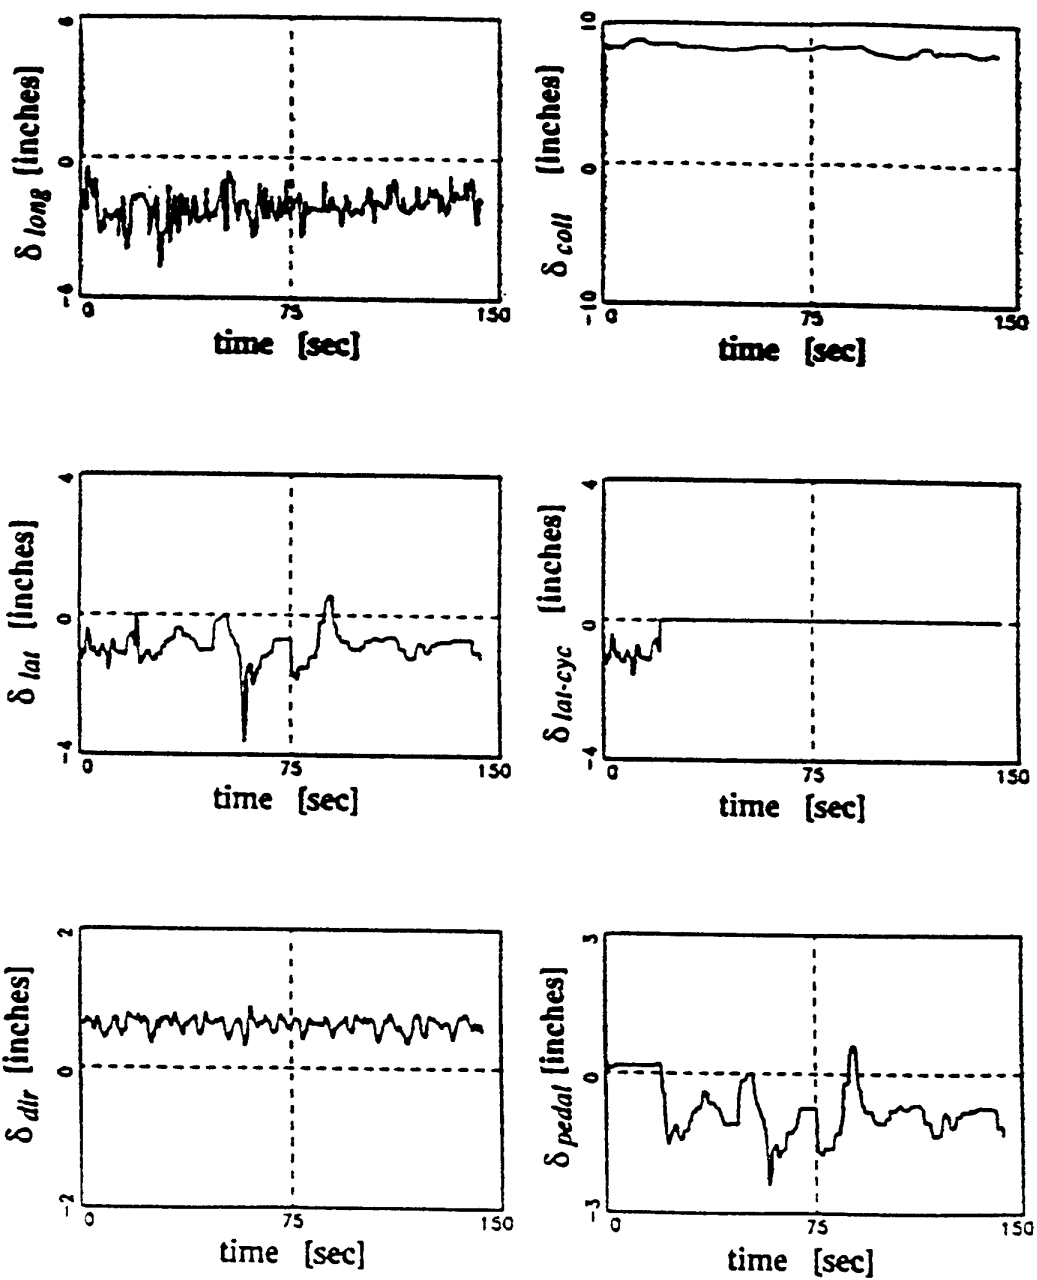 6
0
-6
δ long [inches]
0 75 150
time [sec]
10
0
-10
δ coll [inches]
0 75 150
time [sec]
4
0
-4
δ lat [inches]
0 75 150
time [sec]
4
0
-4
δ lat-cyc [inches]
0 75 150
time [sec]
2
0
-2
δ dlr [inches]
0 75 150
time [sec]
3
0
-3
δ pedal [inches]
0 75 150
time [sec]